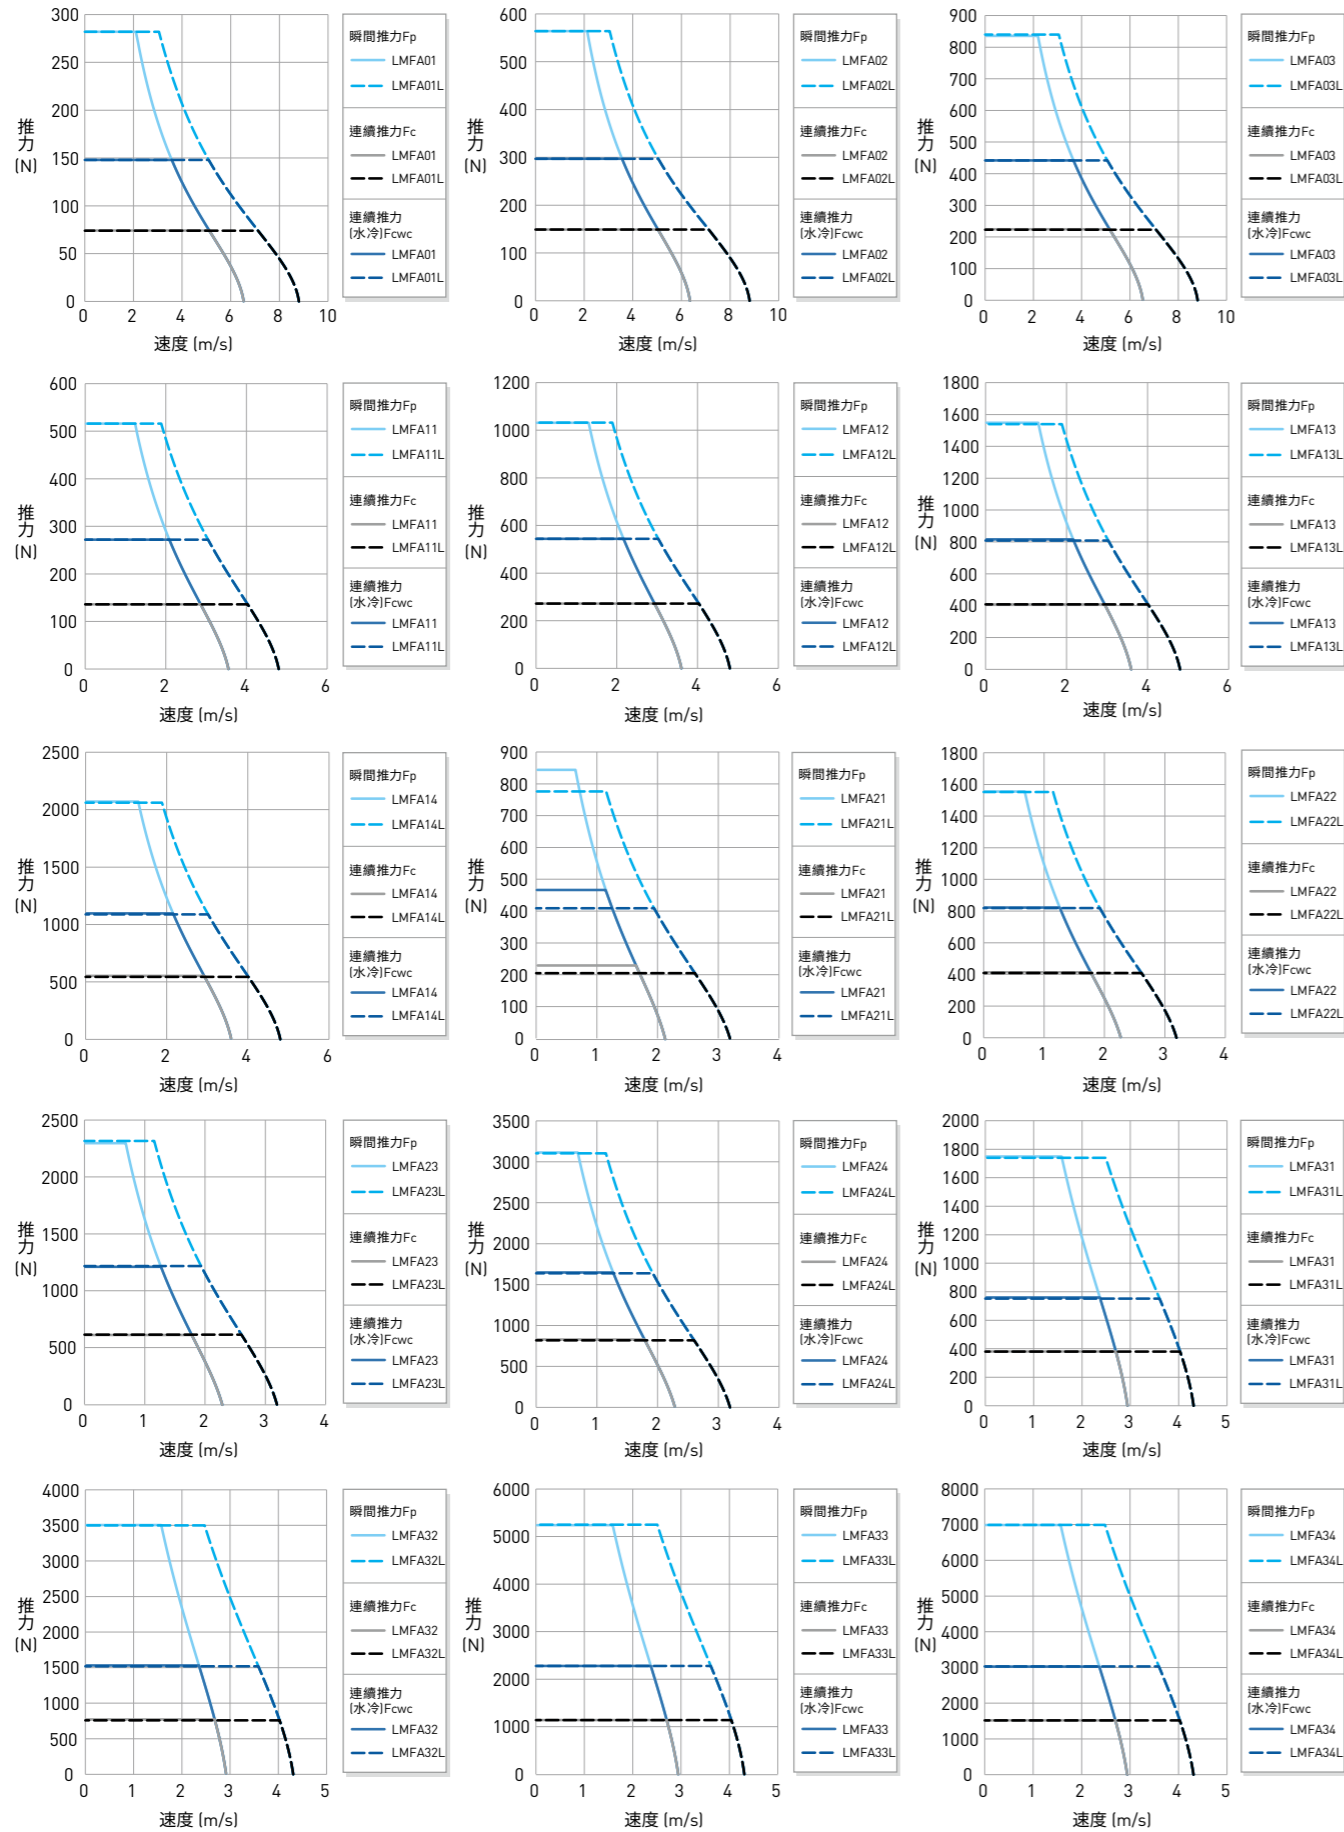 300
250
200
150
100
50
0
推力
(N)
0 2 4 6 8 10
速度 (m/s)
瞬間推力Fp
LMFA01
LMFA01L
連續推力Fc
LMFA01
LMFA01L
連續推力
(水冷)Fcwc
LMFA01
LMFA01L
600
500
400
300
200
100
0
推力
(N)
0 2 4 6 8 10
速度 (m/s)
瞬間推力Fp
LMFA02
LMFA02L
連續推力Fc
LMFA02
LMFA02L
連續推力
(水冷)Fcwc
LMFA02
LMFA02L
900
800
700
600
500
400
300
200
100
0
推力
(N)
0 2 4 6 8 10
速度 (m/s)
瞬間推力Fp
LMFA03
LMFA03L
連續推力Fc
LMFA03
LMFA03L
連續推力
(水冷)Fcwc
LMFA03
LMFA03L
600
500
400
300
200
100
0
推力
(N)
0 2 4 6
速度 (m/s)
瞬間推力Fp
LMFA11
LMFA11L
連續推力Fc
LMFA11
LMFA11L
連續推力
(水冷)Fcwc
LMFA11
LMFA11L
1200
1000
800
600
400
200
0
推力
(N)
0 2 4 6
速度 (m/s)
瞬間推力Fp
LMFA12
LMFA12L
連續推力Fc
LMFA12
LMFA12L
連續推力
(水冷)Fcwc
LMFA12
LMFA12L
1800
1600
1400
1200
1000
800
600
400
200
0
推力
(N)
0 2 4 6
速度 (m/s)
瞬間推力Fp
LMFA13
LMFA13L
連續推力Fc
LMFA13
LMFA13L
連續推力
(水冷)Fcwc
LMFA13
LMFA13L
2500
2000
1500
1000
500
0
推力
(N)
0 2 4 6
速度 (m/s)
瞬間推力Fp
LMFA14
LMFA14L
連續推力Fc
LMFA14
LMFA14L
連續推力
(水冷)Fcwc
LMFA14
LMFA14L
900
800
700
600
500
400
300
200
100
0
推力
(N)
0 1 2 3 4
速度 (m/s)
瞬間推力Fp
LMFA21
LMFA21L
連續推力Fc
LMFA21
LMFA21L
連續推力
(水冷)Fcwc
LMFA21
LMFA21L
1800
1600
1400
1200
1000
800
600
400
200
0
推力
(N)
0 1 2 3 4
速度 (m/s)
瞬間推力Fp
LMFA22
LMFA22L
連續推力Fc
LMFA22
LMFA22L
連續推力
(水冷)Fcwc
LMFA22
LMFA22L
2500
2000
1500
1000
500
0
推力
(N)
0 1 2 3 4
速度 (m/s)
瞬間推力Fp
LMFA23
LMFA23L
連續推力Fc
LMFA23
LMFA23L
連續推力
(水冷)Fcwc
LMFA23
LMFA23L
3500
3000
2500
2000
1500
1000
500
0
推力
(N)
0 1 2 3 4
速度 (m/s)
瞬間推力Fp
LMFA24
LMFA24L
連續推力Fc
LMFA24
LMFA24L
連續推力
(水冷)Fcwc
LMFA24
LMFA24L
2000
1800
1600
1400
1200
1000
800
600
400
200
0
推力
(N)
0 1 2 3 4 5
速度 (m/s)
瞬間推力Fp
LMFA31
LMFA31L
連續推力Fc
LMFA31
LMFA31L
連續推力
(水冷)Fcwc
LMFA31
LMFA31L
4000
3500
3000
2500
2000
1500
1000
500
0
推力
(N)
0 1 2 3 4 5
速度 (m/s)
瞬間推力Fp
LMFA32
LMFA32L
連續推力Fc
LMFA32
LMFA32L
連續推力
(水冷)Fcwc
LMFA32
LMFA32L
6000
5000
4000
3000
2000
1000
0
推力
(N)
0 1 2 3 4 5
速度 (m/s)
瞬間推力Fp
LMFA33
LMFA33L
連續推力Fc
LMFA33
LMFA33L
連續推力
(水冷)Fcwc
LMFA33
LMFA33L
8000
7000
6000
5000
4000
3000
2000
1000
0
推力
(N)
0 1 2 3 4 5
速度 (m/s)
瞬間推力Fp
LMFA34
LMFA34L
連續推力Fc
LMFA34
LMFA34L
連續推力
(水冷)Fcwc
LMFA34
LMFA34L